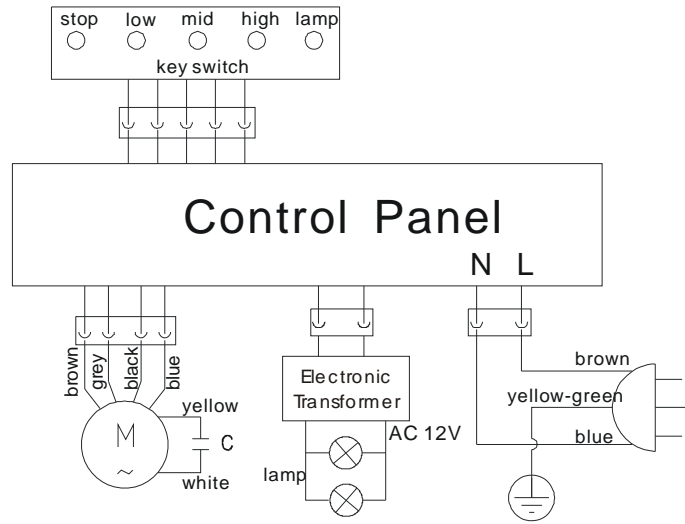 stop low mid high lamp
key switch
Control Panel
N L
brown grey black blue
Electronic
Transformer
brown
yellow-green
blue
yellow
M
~
C
white
AC 12V
lamp